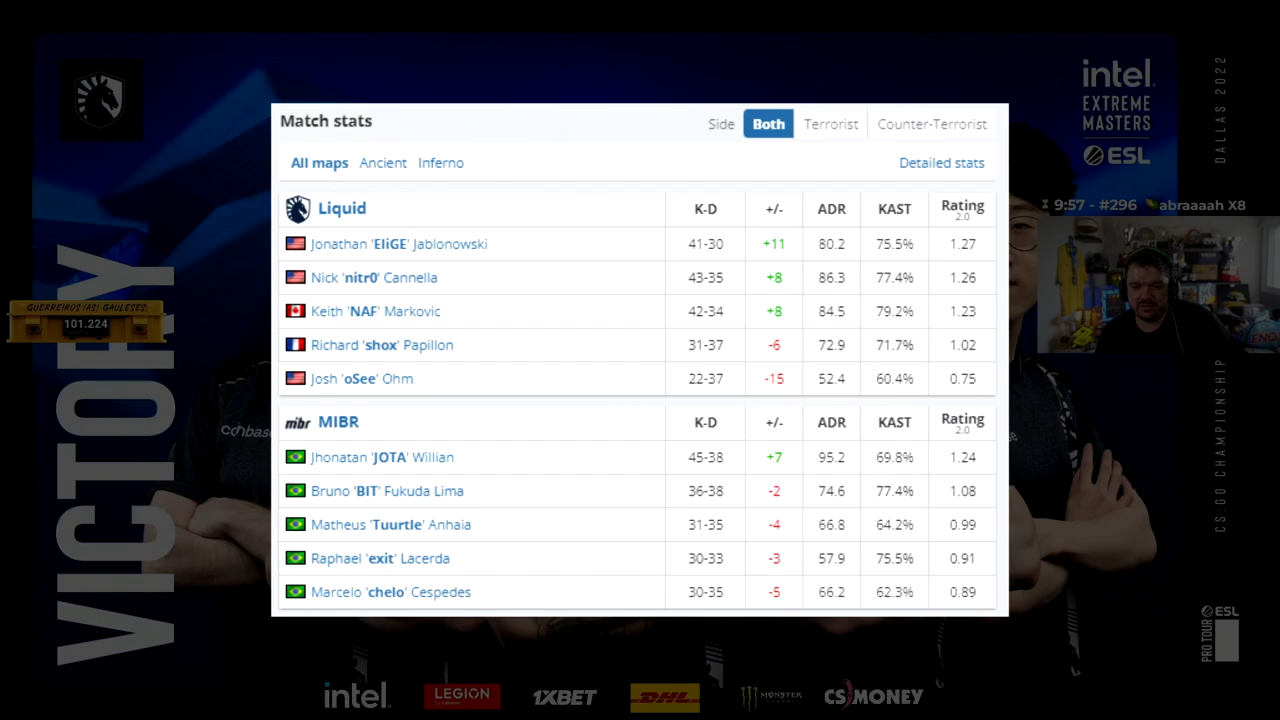 intel.
EXTREME
MASTERS
ESL
DALLAS 2022
Match stats
Side Both Terrorist Counter-Terrorist
All maps Ancient Inferno Detailed stats
Liquid K-D +/- ADR KAST Rating 2.0
Jonathan 'EliGE' Jablonowski 41-30 +11 80.2 75.5% 1.27
Nick 'nitr0' Cannella 43-35 +8 86.3 77.4% 1.26
Keith 'NAF' Markovic 42-34 +8 84.5 79.2% 1.23
Richard 'shox' Papillon 31-37 -6 72.9 71.7% 1.02
Josh 'oSee' Ohm 22-37 -15 52.4 60.4% 0.75
mibr MIBR K-D +/- ADR KAST Rating 2.0
Jhonatan 'JOTA' Willian 45-38 +7 95.2 69.8% 1.24
Bruno 'BIT' Fukuda Lima 36-38 -2 74.6 77.4% 1.08
Matheus 'Tuurtle' Anhaia 31-35 -4 66.8 64.2% 0.99
Raphael 'exit' Lacerda 30-33 -3 57.9 75.5% 0.91
Marcelo 'chelo' Cespedes 30-35 -5 66.2 62.3% 0.89
9:57 - #296 abraaaah X8
GUERREIROS (AS) GAULESES
101.224
VICTORY
CS:GO CHAMPIONSHIP
ESL
PRO TOUR
intel.
LEGION
by Lenovo
1XBET
DHL
MONSTER
ENERGY
CS MONEY